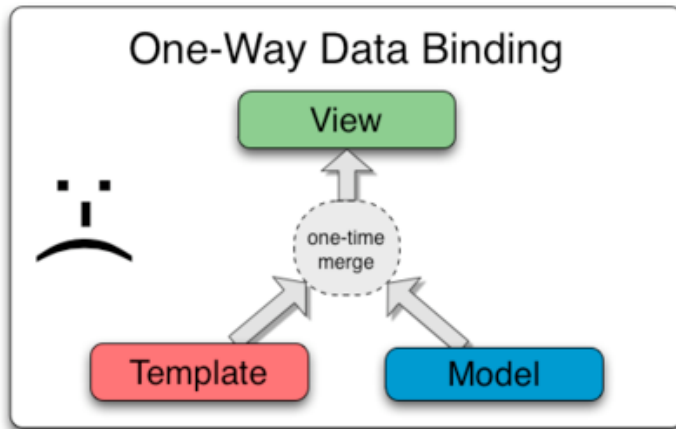 One-Way Data Binding
View
one-time
merge
Template
Model